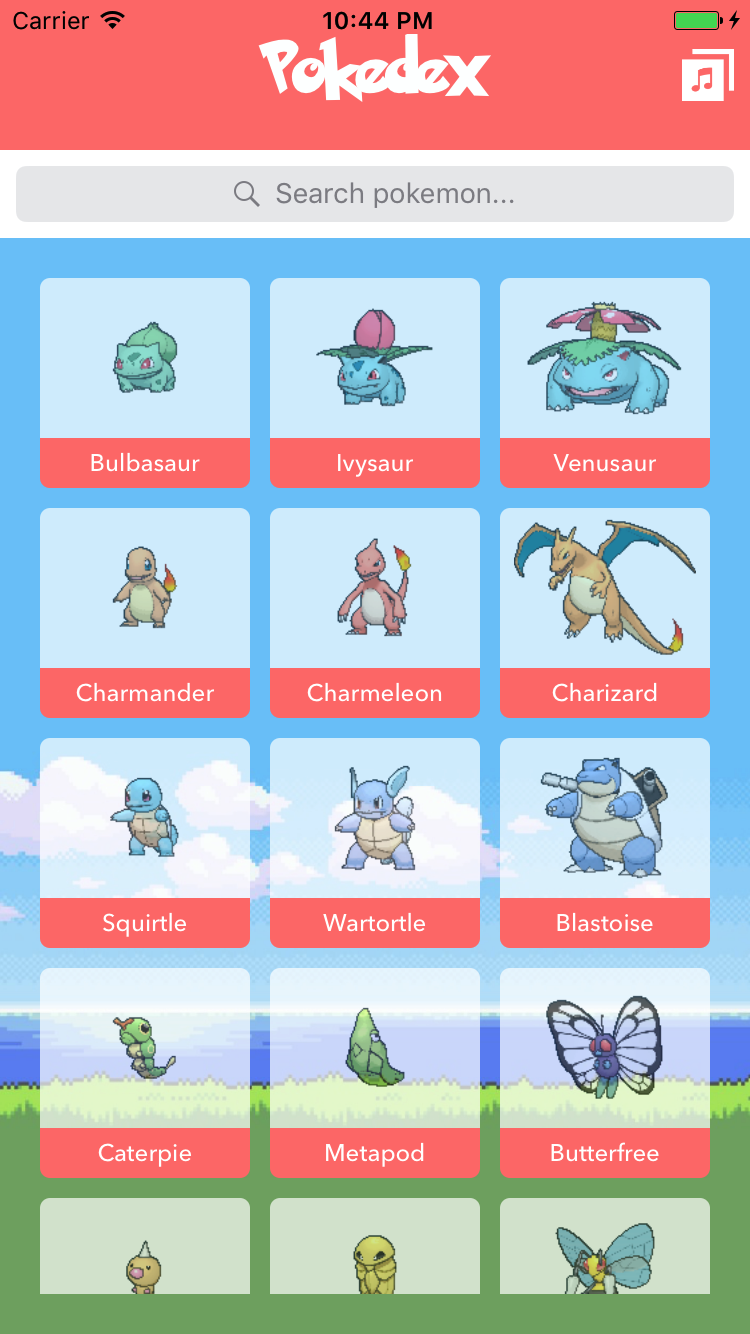 Carrier 10:44 PM
Pokedex
Search pokemon...
Bulbasaur Ivysaur Venusaur
Charmander Charmeleon Charizard
Squirtle Wartortle Blastoise
Caterpie Metapod Butterfree